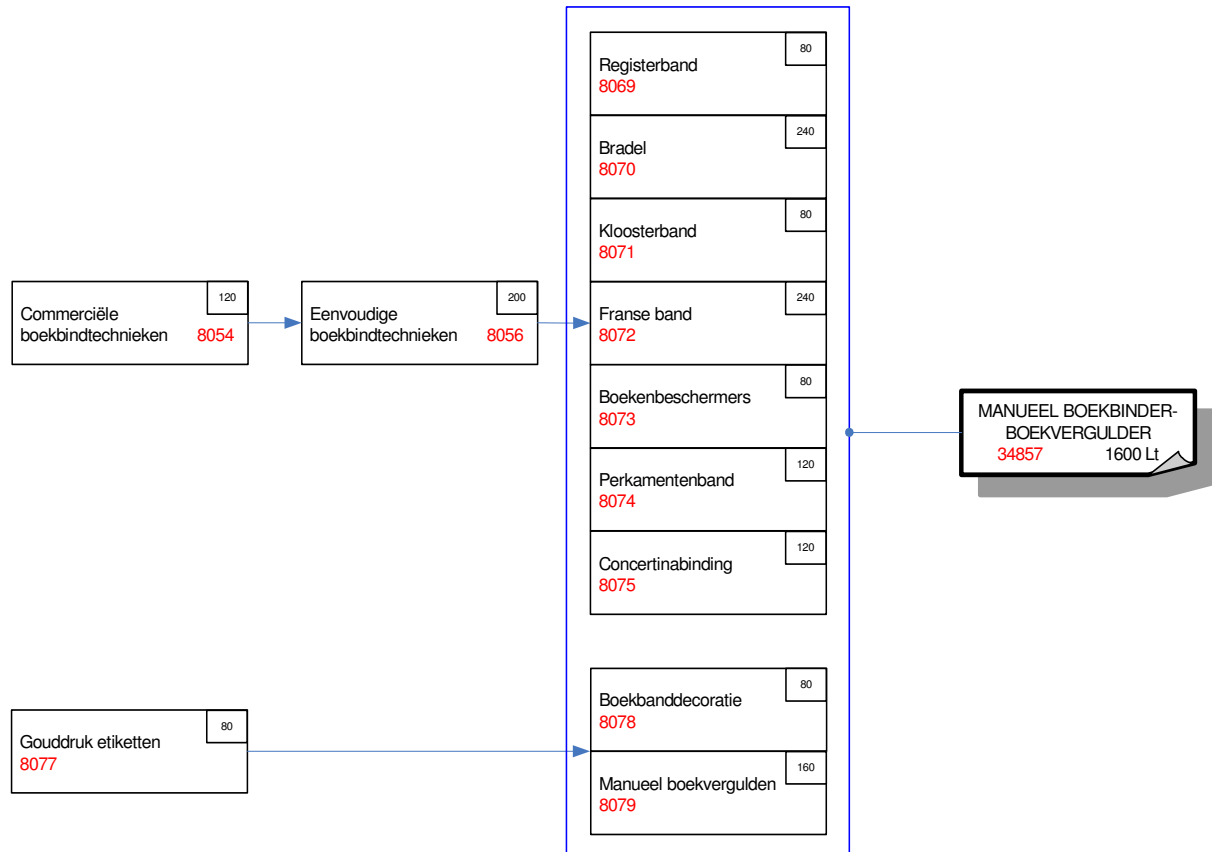 80
Registerband
8069
240
Bradel
8070
80
Kloosterband
8071
120
Commerciële
boekbindtechnieken 8054
200
Eenvoudige
boekbindtechnieken 8056
240
Franse band
8072
80
Boekenbeschermers
8073
120
Perkamentenband
8074
120
Concertinabinding
8075
MANUEEL BOEKBINDER-
BOEKVERGULDER
34857 1600 Lt
80
Gouddruk etiketten
8077
80
Boekbanddecoratie
8078
160
Manueel boekvergulden
8079